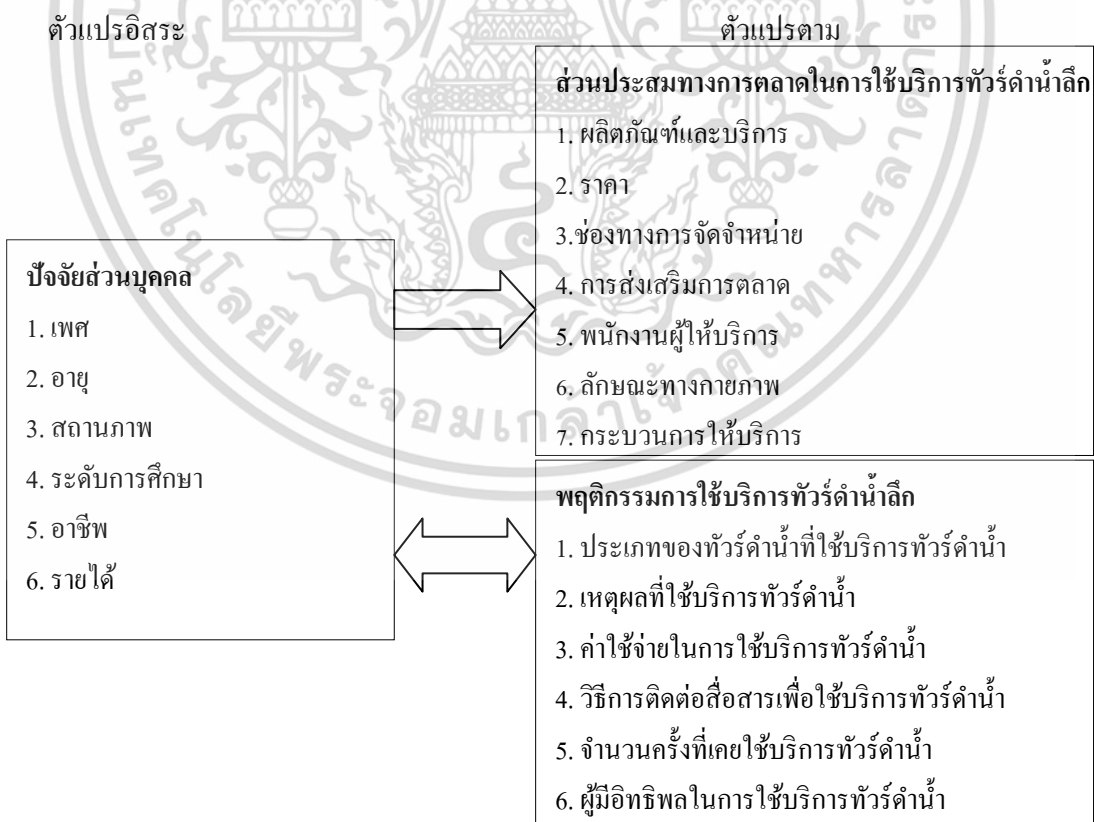 ตัวแปรอิสระ
ตัวแปรตาม
ส่วนประสมทางการตลาดในการใช้บริการทัวร์ดำน้ำลึก
1. ผลิตภัณฑ์และบริการ
2. ราคา
3.ช่องทางการจัดจำหน่าย
4. การส่งเสริมการตลาด
5. พนักงานผู้ให้บริการ
6. ลักษณะทางกายภาพ
7. กระบวนการให้บริการ
ปัจจัยส่วนบุคคล
1. เพศ
2. อายุ
3. สถานภาพ
4. ระดับการศึกษา
5. อาชีพ
6. รายได้
พฤติกรรมการใช้บริการทัวร์ดำน้ำลึก
1. ประเภทของทัวร์ดำน้ำที่ใช้บริการทัวร์ดำน้ำ
2. เหตุผลที่ใช้บริการทัวร์ดำน้ำ
3. ค่าใช้จ่ายในการใช้บริการทัวร์ดำน้ำ
4. วิธีการติดต่อสื่อสารเพื่อใช้บริการทัวร์ดำน้ำ
5. จำนวนครั้งที่เคยใช้บริการทัวร์ดำน้ำ
6. ผู้มีอิทธิพลในการใช้บริการทัวร์ดำน้ำ